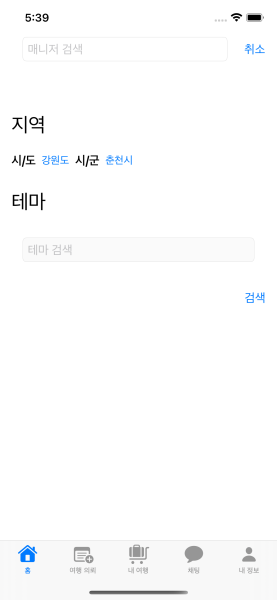 5:39
매니저 검색 취소
지역
시/도 강원도 시/군 춘천시
테마
테마 검색
검색
홈 여행 의뢰 내 여행 채팅 내 정보